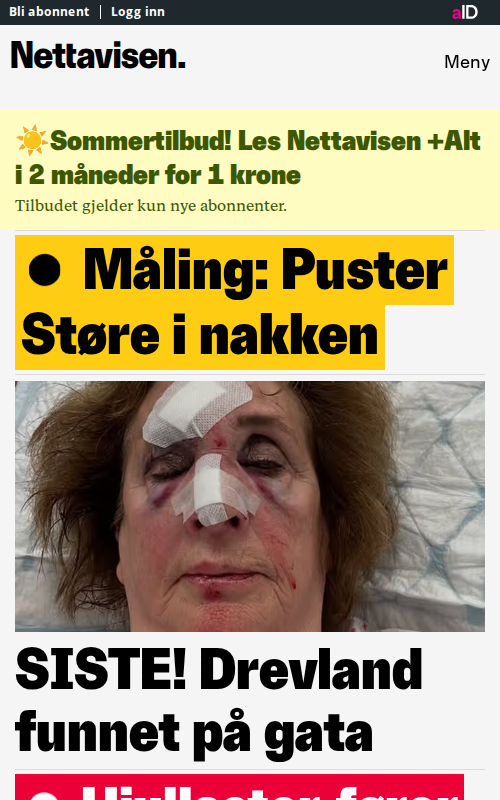 Bli abonnent
Logg inn
aID
Nettavisen.
Meny
Sommertilbud! Les Nettavisen +Alt
i 2 måneder for 1 krone
Tilbudet gjelder kun nye abonnenter.
● Måling: Puster
Støre i nakken
SISTE! Drevland
funnet på gata